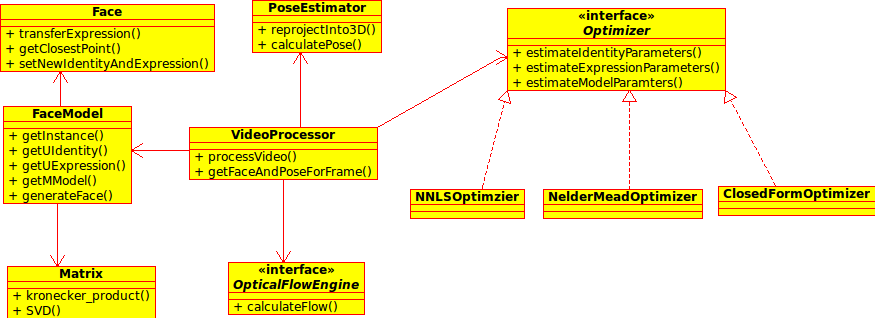 Face
+ transferExpression()
+ getClosestPoint()
+ setNewIdentityAndExpression()
PoseEstimator
+ reprojectInto3D()
+ calculatePose()
«interface»
Optimizer
+ estimateIdentityParameters()
+ estimateExpressionParameters()
+ estimateModelParamters()
FaceModel
+ getInstance()
+ getUIdentity()
+ getUExpression()
+ getMModel()
+ generateFace()
VideoProcessor
+ processVideo()
+ getFaceAndPoseForFrame()
NNLSOptimzier
NelderMeadOptimizer
ClosedFormOptimizer
Matrix
+ kronecker_product()
+ SVD()
«interface»
OpticalFlowEngine
+ calculateFlow()